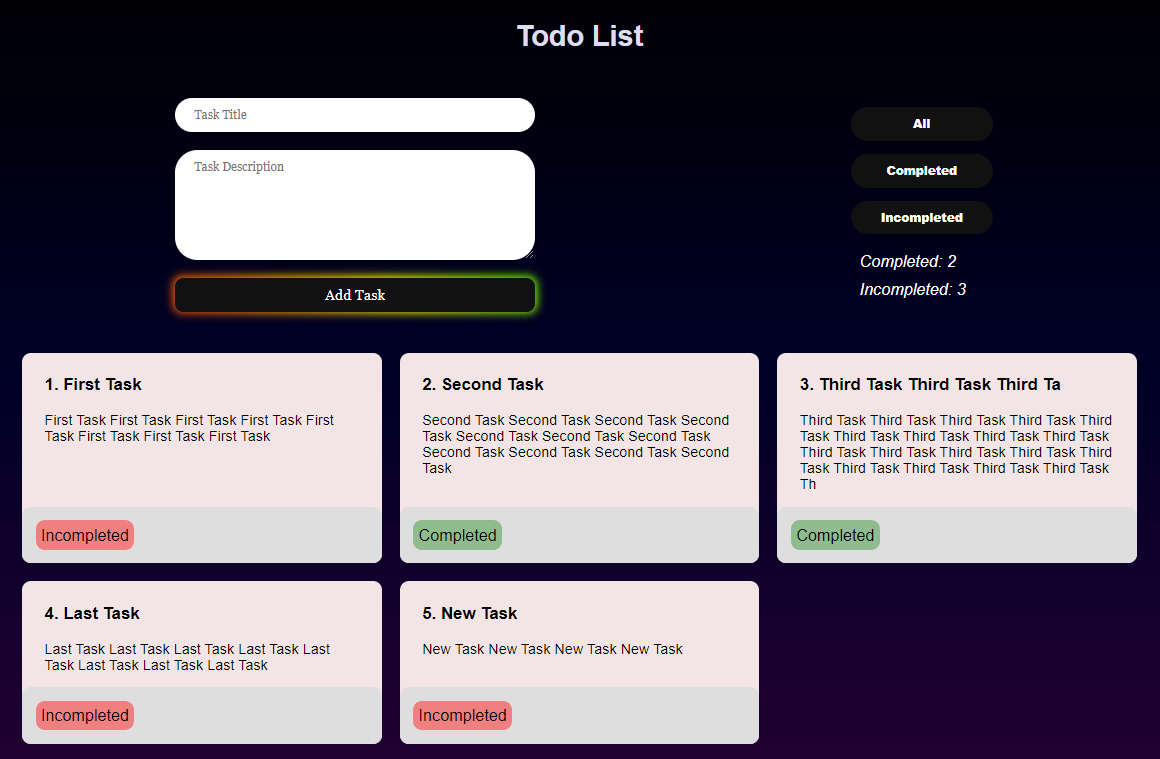 Todo List
Task Title
Task Description
Add Task
All
Completed
Incompleted
Completed: 2
Incompleted: 3
1. First Task
First Task First Task First Task First Task First
Task First Task First Task First Task
Incompleted
2. Second Task
Second Task Second Task Second Task Second
Task Second Task Second Task Second Task
Second Task Second Task Second Task Second
Task
Completed
3. Third Task Third Task Third Ta
Third Task Third Task Third Task Third Task Third
Task Third Task Third Task Third Task Third Task
Third Task Third Task Third Task Third Task Third
Task Third Task Third Task Third Task Third Task
Th
Completed
4. Last Task
Last Task Last Task Last Task Last Task Last
Task Last Task Last Task Last Task
Incompleted
5. New Task
New Task New Task New Task New Task
Incompleted